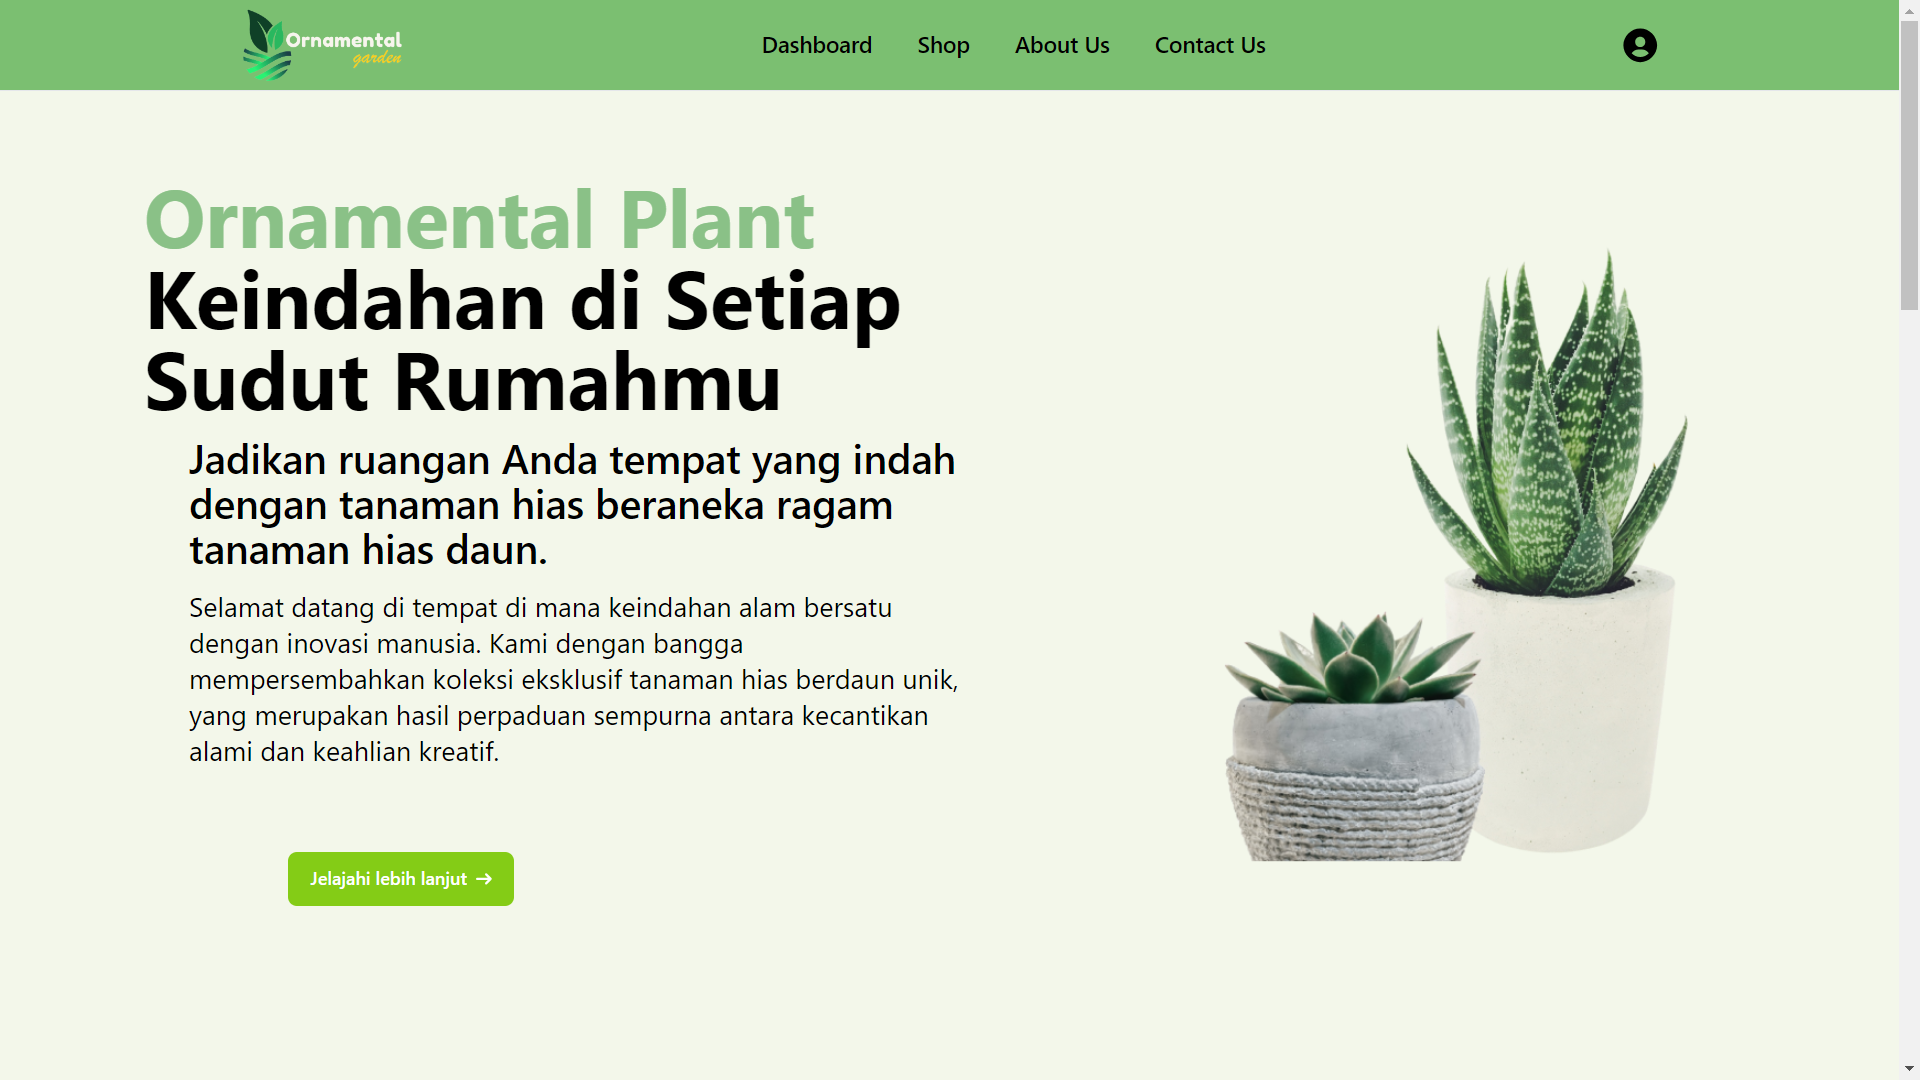 Ornamental
garden
Dashboard
Shop
About Us
Contact Us
Ornamental Plant
Keindahan di Setiap
Sudut Rumahmu
Jadikan ruangan Anda tempat yang indah
dengan tanaman hias beraneka ragam
tanaman hias daun.
Selamat datang di tempat di mana keindahan alam bersatu
dengan inovasi manusia. Kami dengan bangga
mempersembahkan koleksi eksklusif tanaman hias berdaun unik,
yang merupakan hasil perpaduan sempurna antara kecantikan
alami dan keahlian kreatif.
Jelajahi lebih lanjut →